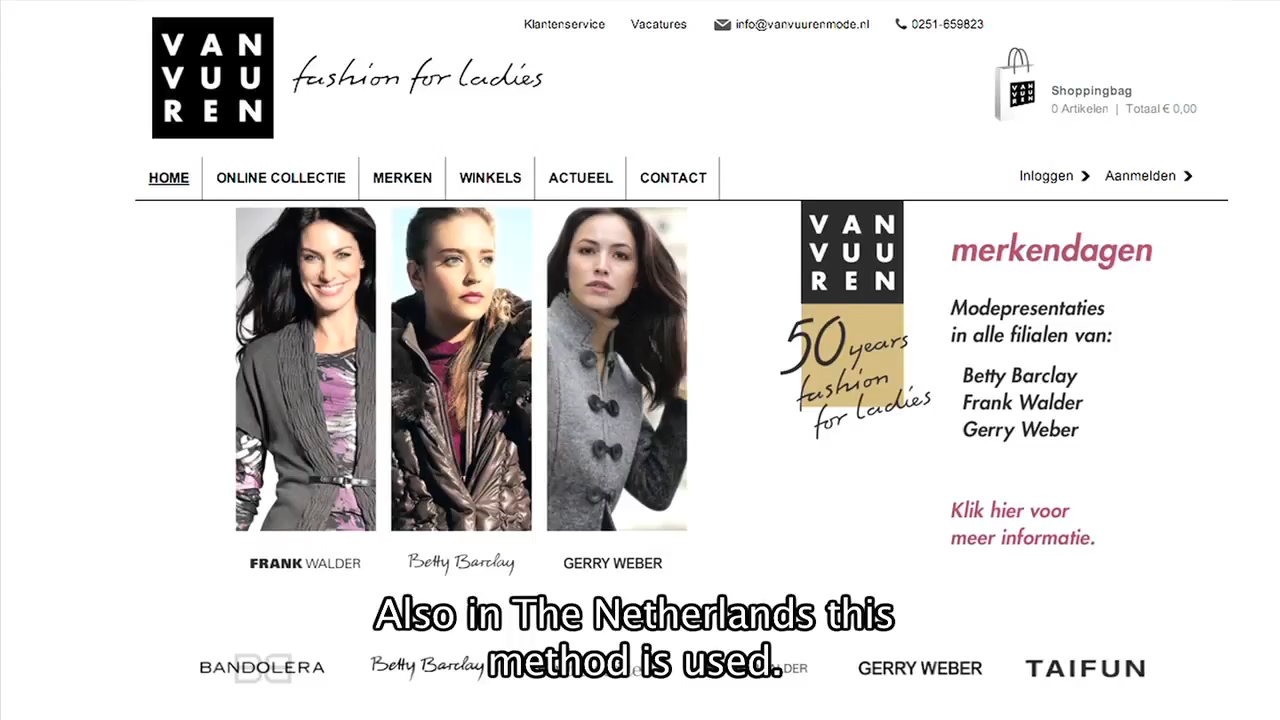 VAN
VUU
REN
fashion for ladies
Klantenservice Vacatures info@vanvuurenmode.nl 0251-659823
Shoppingbag
0 Artikelen | Totaal € 0,00
HOME ONLINE COLLECTIE MERKEN WINKELS ACTUEEL CONTACT
Inloggen Aanmelden
VAN
VUU
REN
50 years
fashion
for ladies
merkendagen
Modepresentaties
in alle filialen van:
Betty Barclay
Frank Walder
Gerry Weber
Klik hier voor
meer informatie.
FRANK WALDER Betty Barclay GERRY WEBER
Also in The Netherlands this
method is used.
BANDOLERA Betty Barclay GERRY WEBER TAIFUN